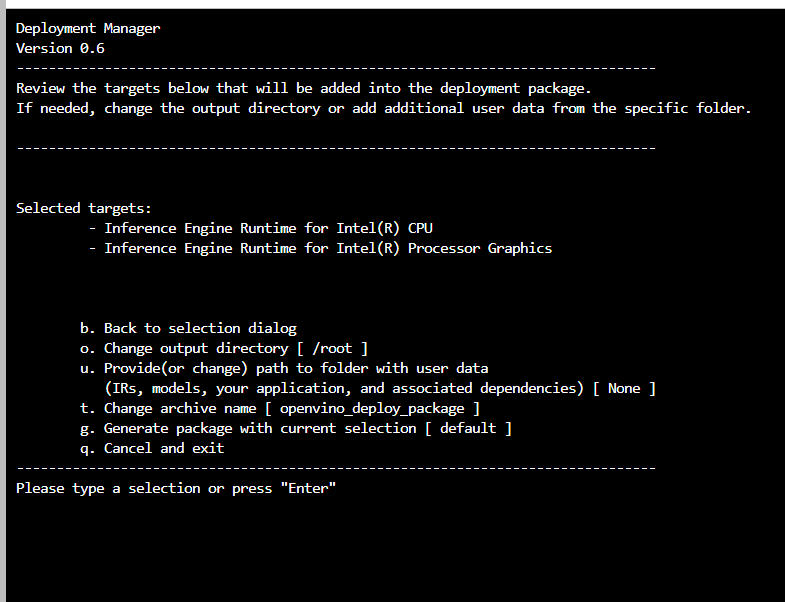 Deployment Manager
Version 0.6
--------------------------------------------------------------------------------
Review the targets below that will be added into the deployment package.
If needed, change the output directory or add additional user data from the specific folder.
--------------------------------------------------------------------------------
Selected targets:
- Inference Engine Runtime for Intel(R) CPU
- Inference Engine Runtime for Intel(R) Processor Graphics
b. Back to selection dialog
o. Change output directory [ /root ]
u. Provide(or change) path to folder with user data
(IRs, models, your application, and associated dependencies) [ None ]
t. Change archive name [ openvino_deploy_package ]
g. Generate package with current selection [ default ]
q. Cancel and exit
--------------------------------------------------------------------------------
Please type a selection or press "Enter"